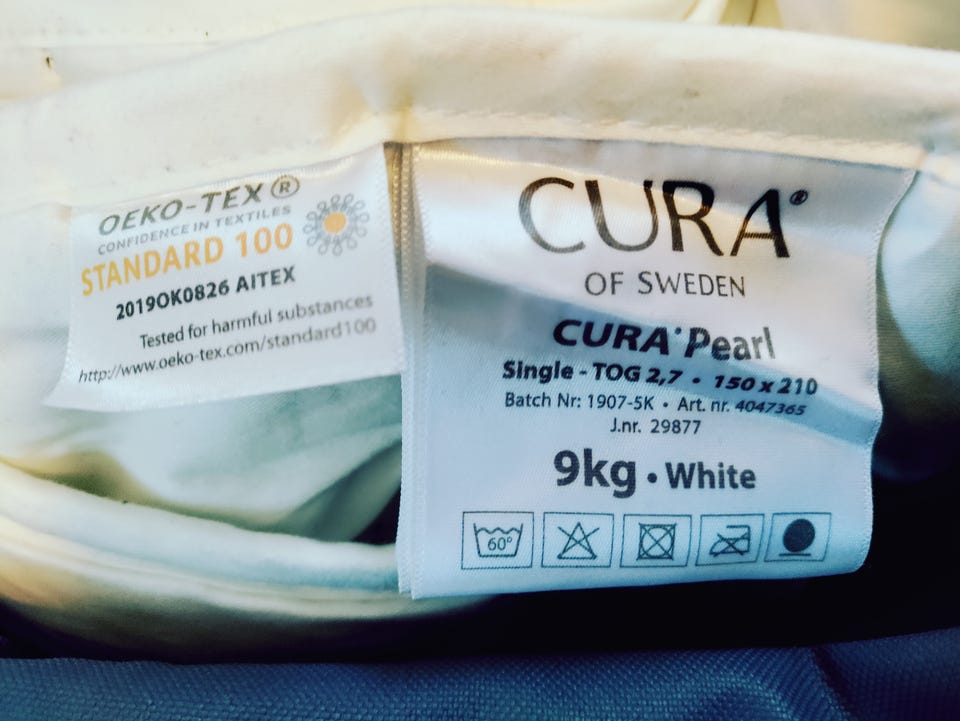 OEKO-TEX®
CONFIDENCE IN TEXTILES
STANDARD 100
2019OK0826 AITEX
Tested for harmful substances
http://www.oeko-tex.com/standard100
CURA®
OF SWEDEN
CURA® Pearl
Single - TOG 2,7 • 150 x 210
Batch Nr: 1907-5K • Art. nr. 4047365
J.nr. 29877
9kg • White
60°